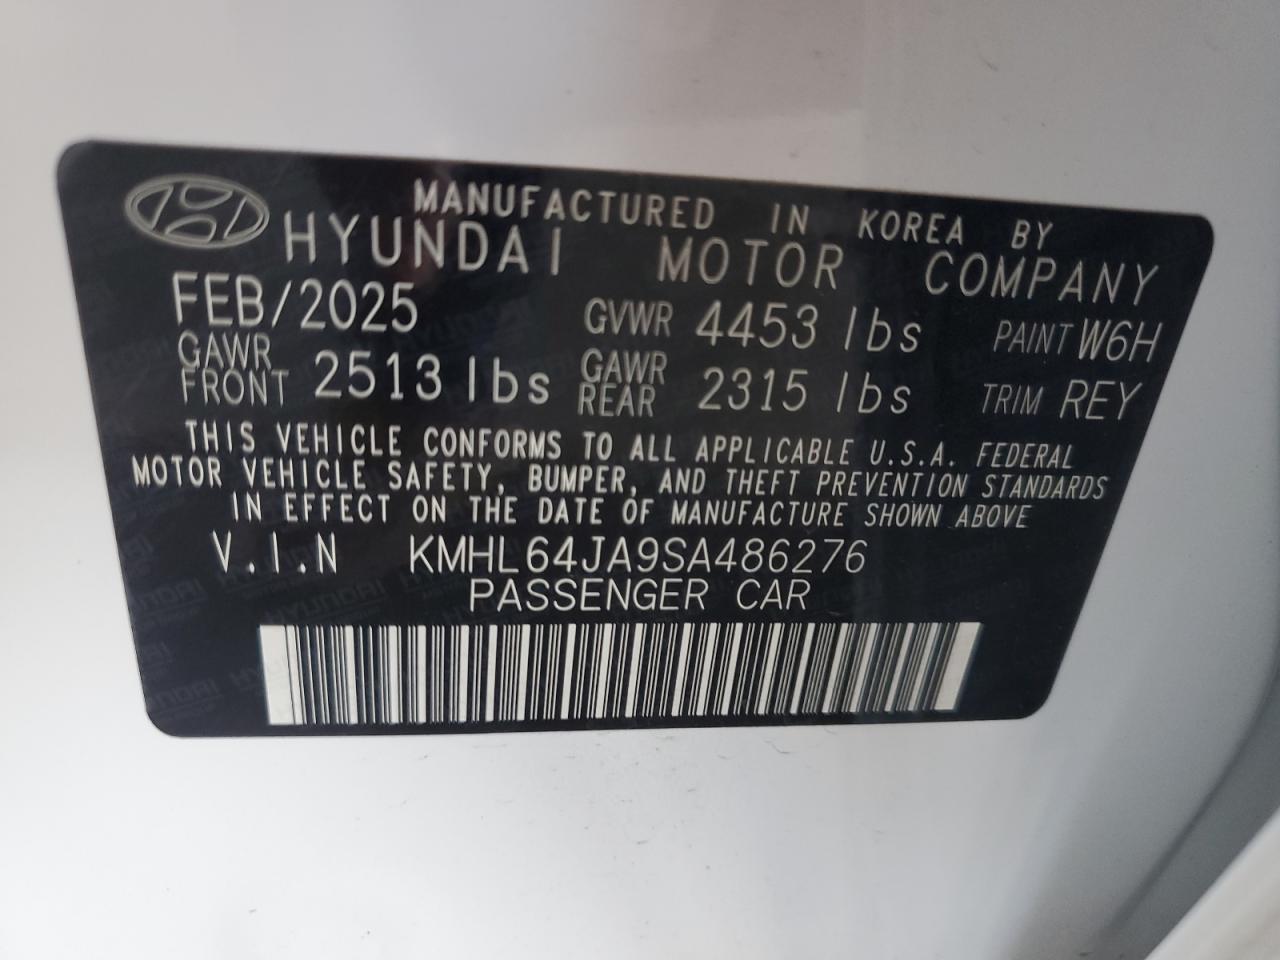 MANUFACTURED IN KOREA BY
HYUNDAI MOTOR COMPANY
FEB/2025 GVWR 4453 lbs PAINT W6H
GAWR FRONT 2513 lbs GAWR REAR 2315 lbs TRIM REY
THIS VEHICLE CONFORMS TO ALL APPLICABLE U.S.A. FEDERAL
MOTOR VEHICLE SAFETY, BUMPER, AND THEFT PREVENTION STANDARDS
IN EFFECT ON THE DATE OF MANUFACTURE SHOWN ABOVE
V.I.N KMHL64JA9SA486276
PASSENGER CAR